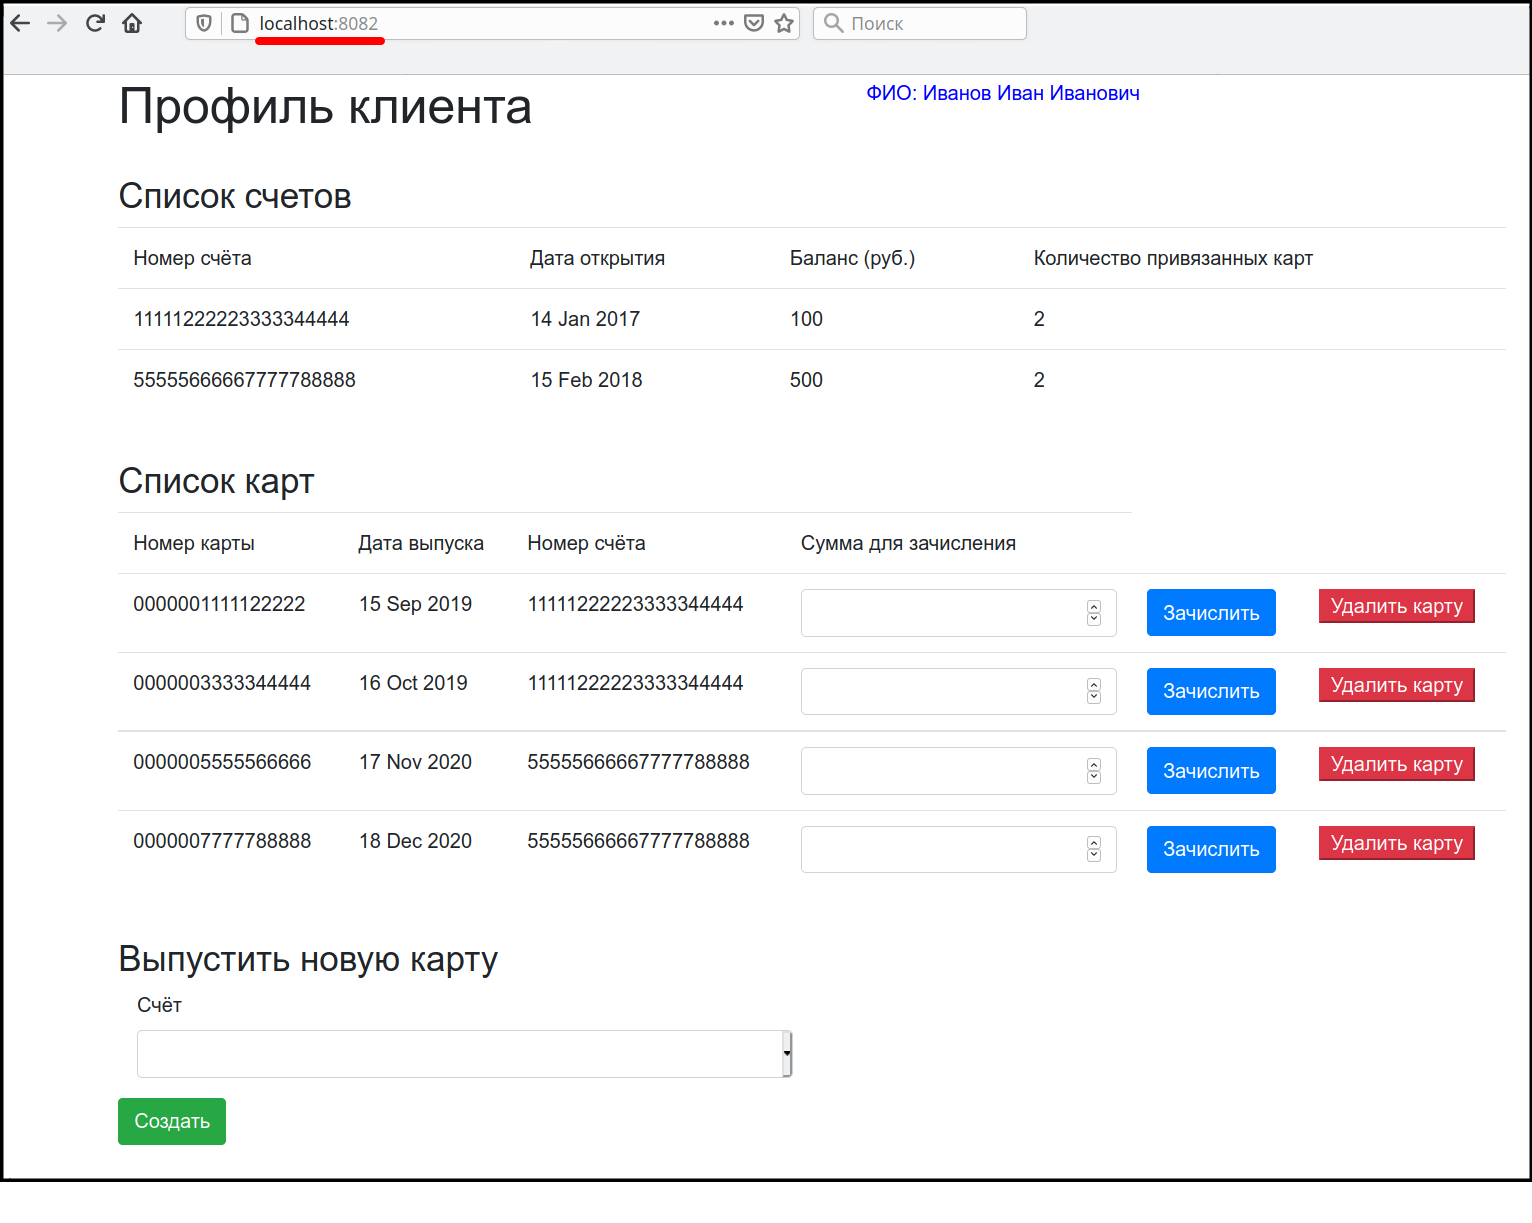 localhost:8082
Поиск
Профиль клиента
ФИО: Иванов Иван Иванович
Список счетов
Номер счёта Дата открытия Баланс (руб.) Количество привязанных карт
11111222223333344444 14 Jan 2017 100 2
55555666667777788888 15 Feb 2018 500 2
Список карт
Номер карты Дата выпуска Номер счёта Сумма для зачисления
0000001111122222 15 Sep 2019 11111222223333344444 Зачислить Удалить карту
0000003333344444 16 Oct 2019 11111222223333344444 Зачислить Удалить карту
0000005555566666 17 Nov 2020 55555666667777788888 Зачислить Удалить карту
0000007777788888 18 Dec 2020 55555666667777788888 Зачислить Удалить карту
Выпустить новую карту
Счёт
Создать